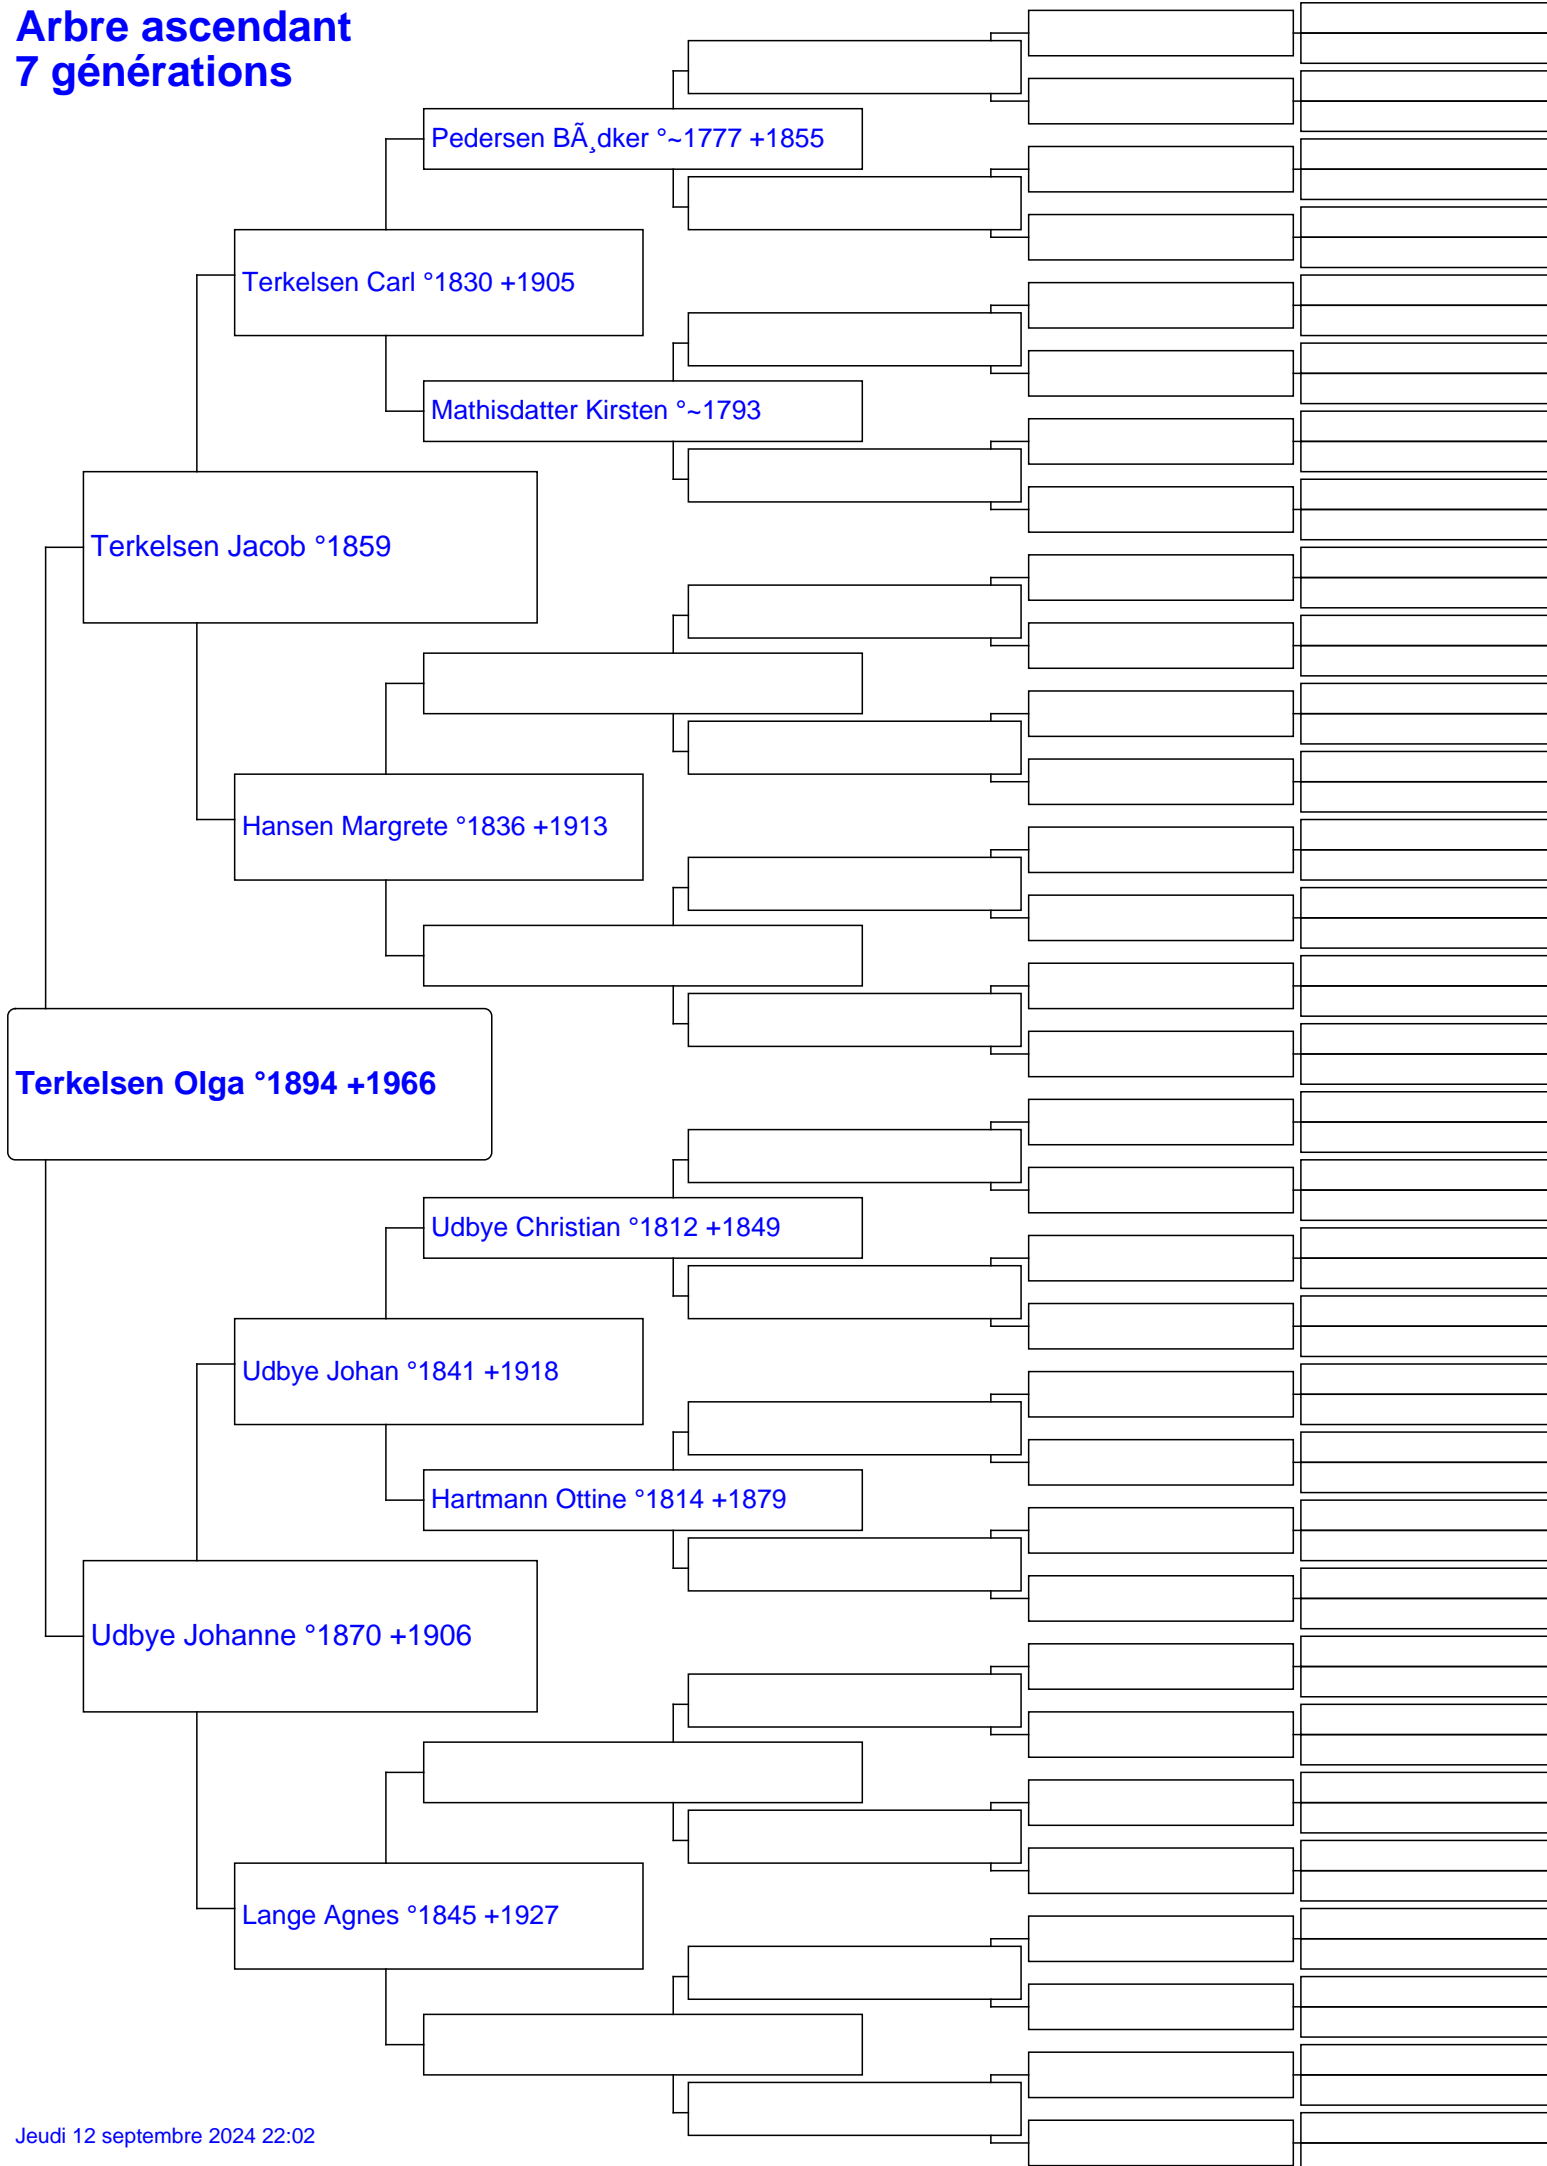 Arbre ascendant
7 générations
Pedersen BÃ¸dker °~1777 +1855
Terkelsen Carl °1830 +1905
Mathisdatter Kirsten °~1793
Terkelsen Jacob °1859
Hansen Margrete °1836 +1913
Terkelsen Olga °1894 +1966
Udbye Christian °1812 +1849
Udbye Johan °1841 +1918
Hartmann Ottine °1814 +1879
Udbye Johanne °1870 +1906
Lange Agnes °1845 +1927
Jeudi 12 septembre 2024 22:02